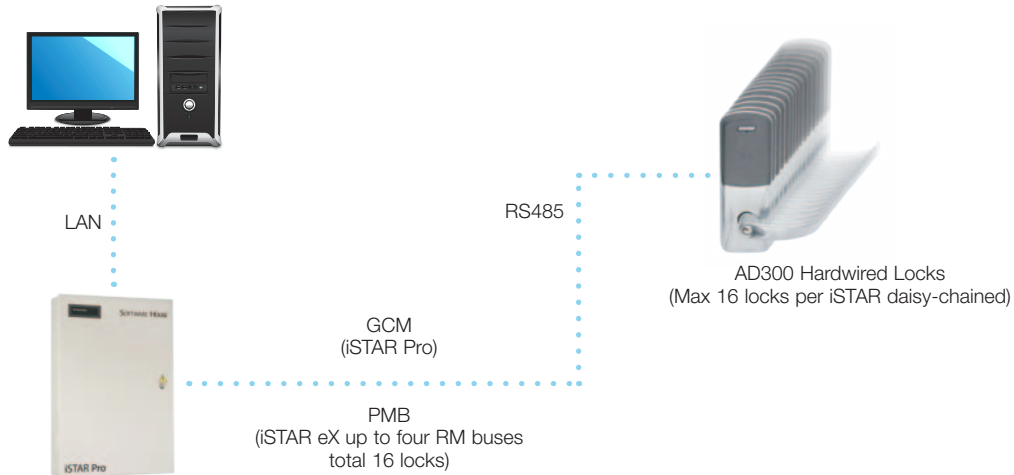 LAN
RS485
AD300 Hardwired Locks
(Max 16 locks per iSTAR daisy-chained)
SOFTWARE HOUSE
GCM
(iSTAR Pro)
PMB
(iSTAR eX up to four RM buses
total 16 locks)
iSTAR Pro